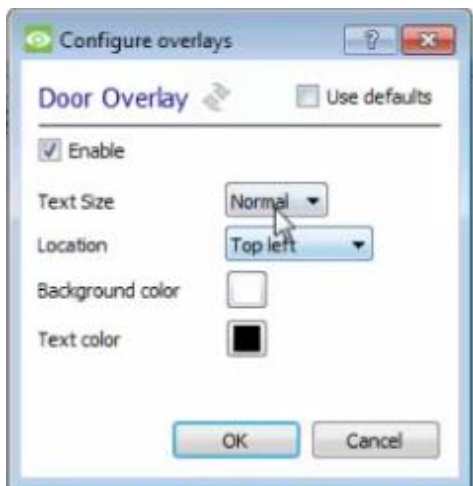 Configure overlays
?
Door Overlay
Use defaults
Enable
Text Size Normal
Location Top left
Background color
Text color
OK Cancel